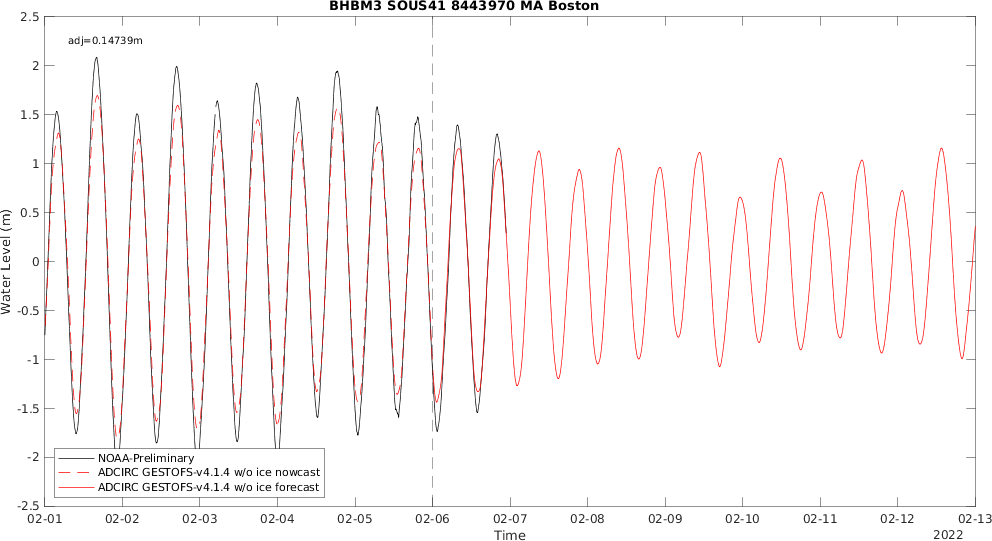 BHBM3 SOUS41 8443970 MA Boston
adj=0.14739m
Water Level (m)
2.5
2
1.5
1
0.5
0
-0.5
-1
-1.5
-2
-2.5
NOAA-Preliminary
ADCIRC GESTOFS-v4.1.4 w/o ice nowcast
ADCIRC GESTOFS-v4.1.4 w/o ice forecast
02-01 02-02 02-03 02-04 02-05 02-06 02-07 02-08 02-09 02-10 02-11 02-12 02-13
Time
2022